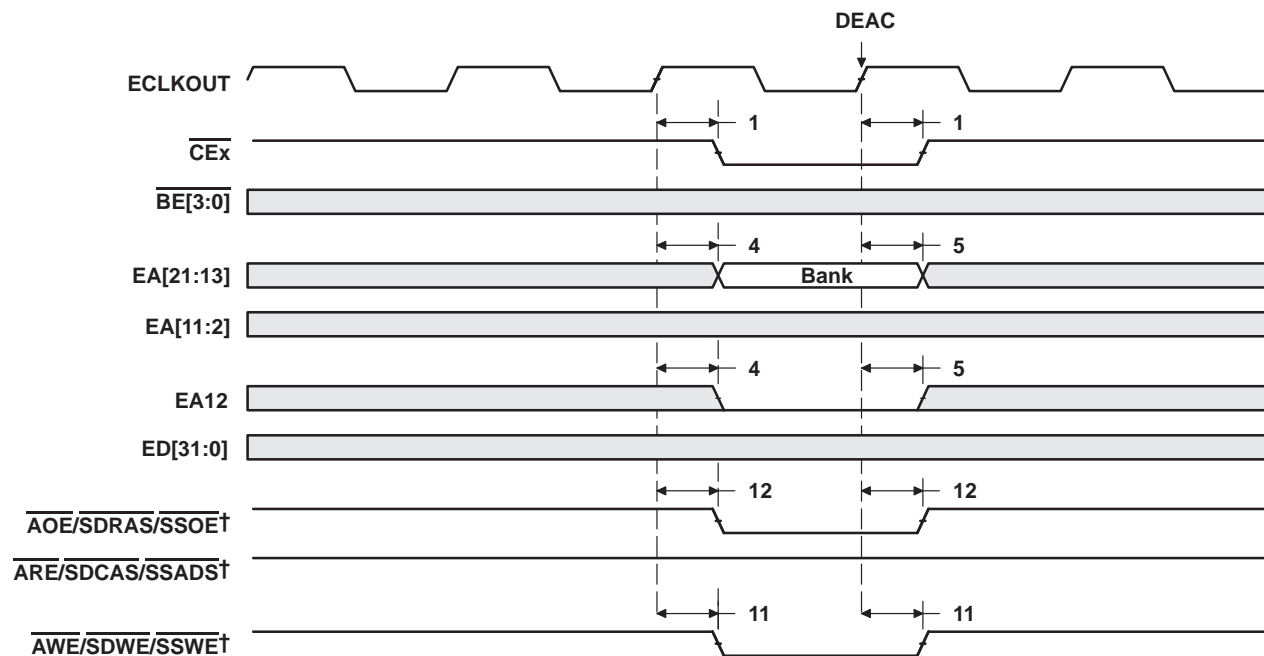 DEAC
ECLKOUT
1 1
CEx
BE[3:0]
4 5
EA[21:13] Bank
EA[11:2]
4 5
EA12
ED[31:0]
12 12
AOE/SDRAS/SSOE†
ARE/SDCAS/SSADS†
11 11
AWE/SDWE/SSWE†